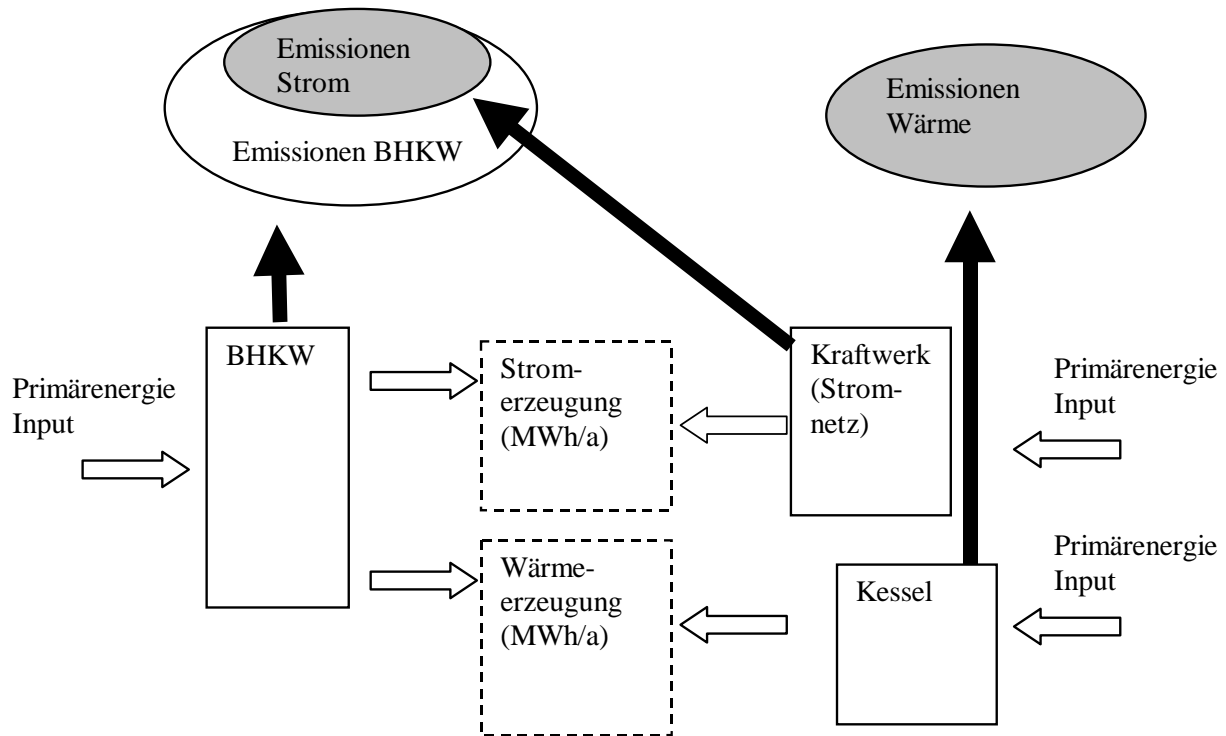 Emissionen
Strom
Emissionen BHKW
Emissionen
Wärme
BHKW
Primärenergie
Input
Strom-
erzeugung
(MWh/a)
Kraftwerk
(Strom-
netz)
Primärenergie
Input
Wärme-
erzeugung
(MWh/a)
Kessel
Primärenergie
Input